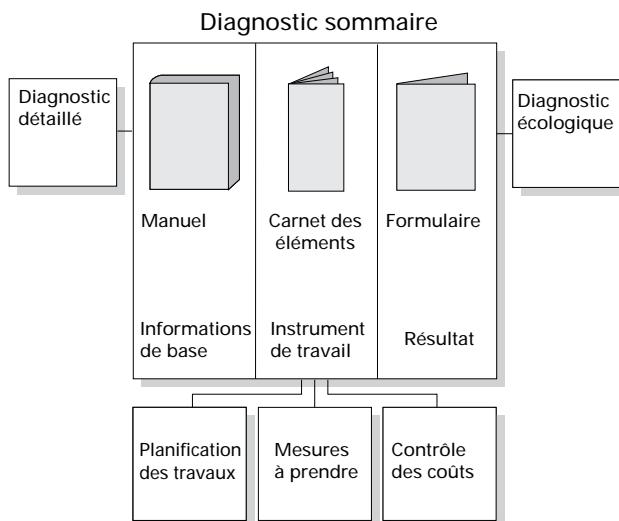 Diagnostic sommaire
Diagnostic
détaillé
Manuel
Carnet des
éléments
Formulaire
Informations
de base
Instrument
de travail
Résultat
Diagnostic
écologique
Planification
des travaux
Mesures
à prendre
Contrôle
des coûts